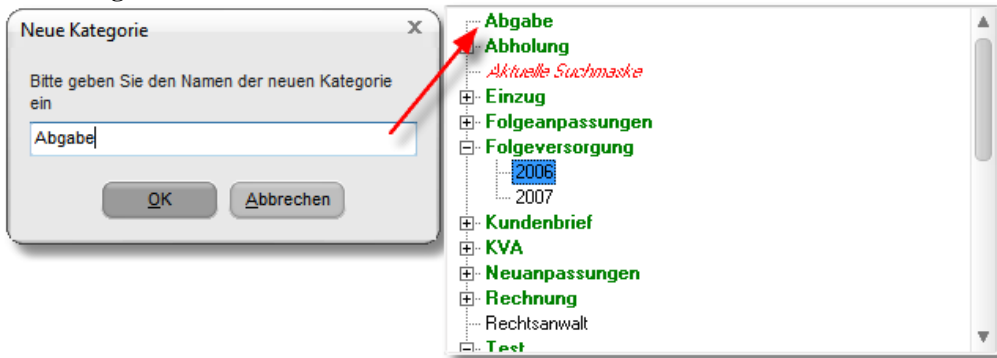 Neue Kategorie
x
Bitte geben Sie den Namen der neuen Kategorie
ein
Abgabe
OK
Abbrechen
Abgabe
Abholung
Aktuelle Suchmaske
Einzug
Folgeanpassungen
Folgeversorgung
2006
2007
Kundenbrief
KVA
Neuanpassungen
Rechnung
Rechtsanwalt
Test